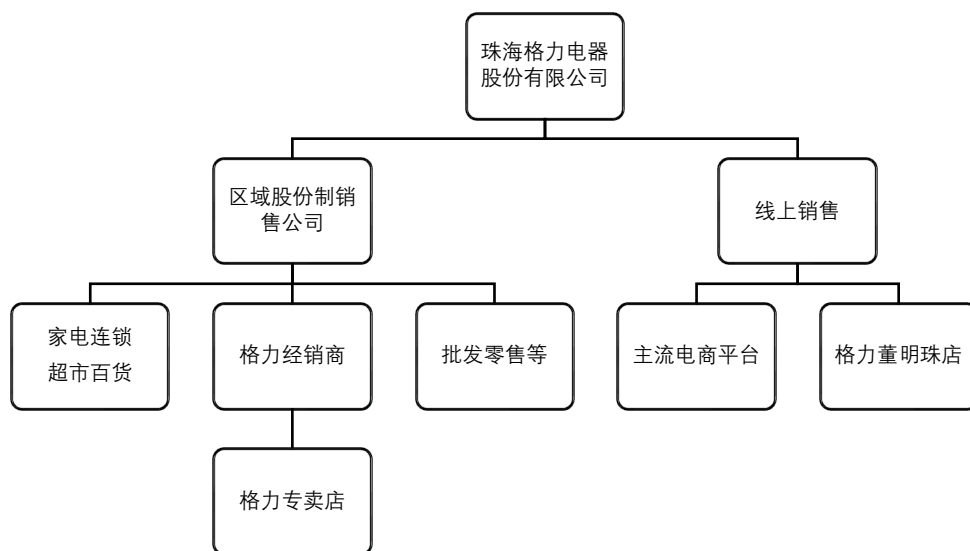 珠海格力电器
股份有限公司
区域股份制销
售公司
线上销售
家电连锁
超市百货
格力经销商
批发零售等
主流电商平台
格力董明珠店
格力专卖店